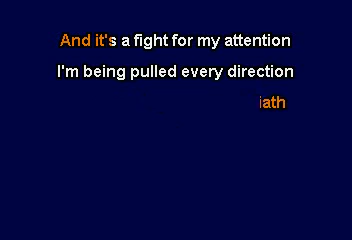 And it's a fight for my attention
I'm being pulled every direction
iath